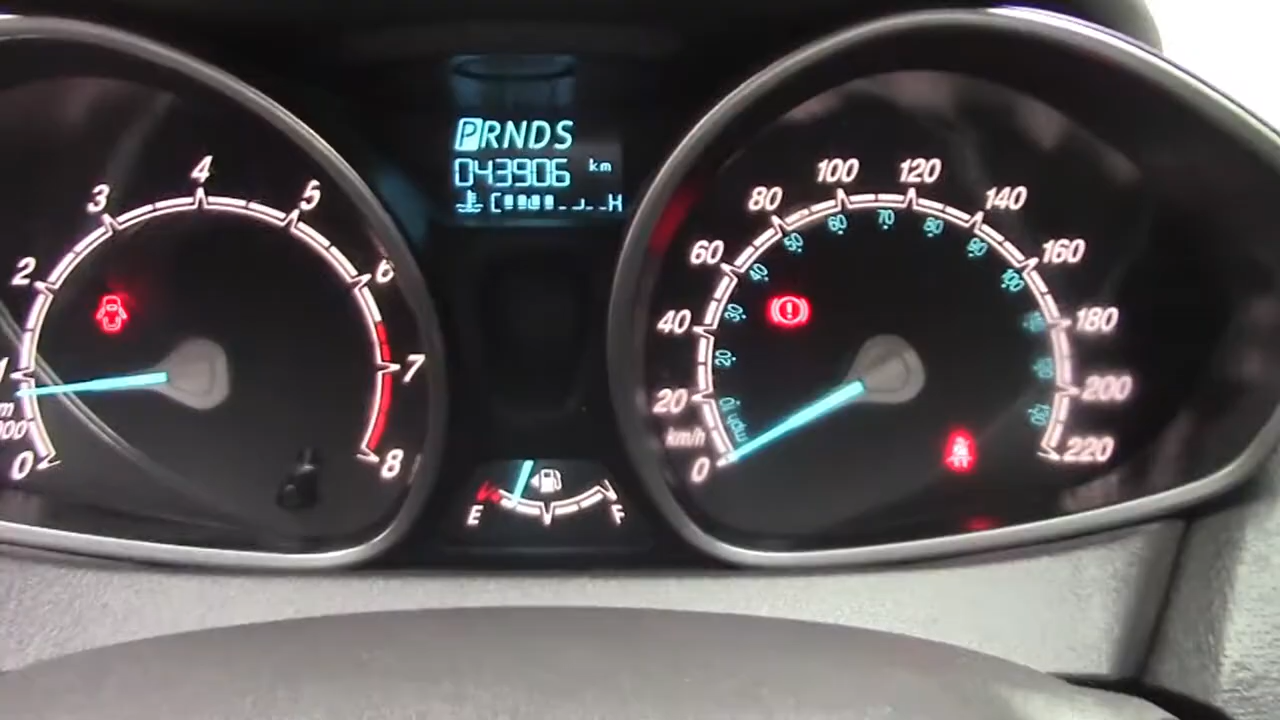 PRNDS
043906 km
C H
0 1 2 3 4 5 6 7 8
0 20 40 60 80 100 120 140 160 180 200 220
km/h
mph 10 20 30 40 50 60 70 80 90 100
E F